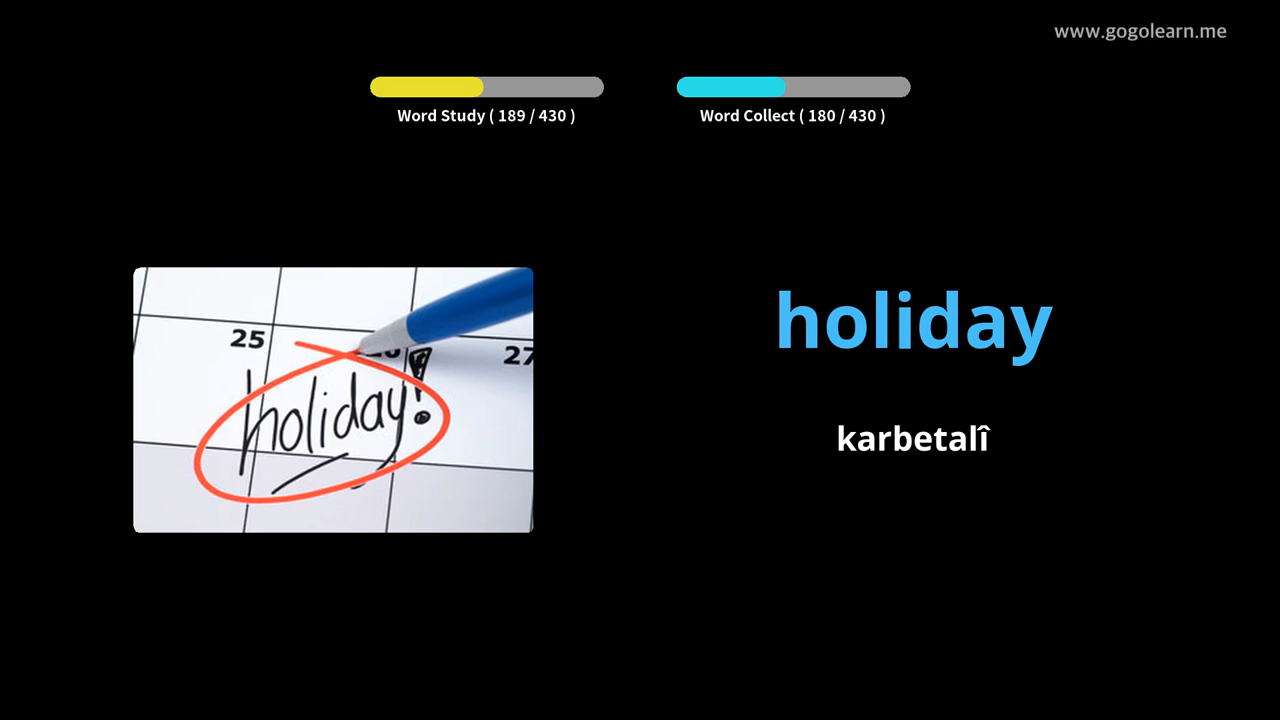 www.gogolearn.me
Word Study ( 189 / 430 )
Word Collect ( 180 / 430 )
25
27
holiday!
holiday
karbetalî